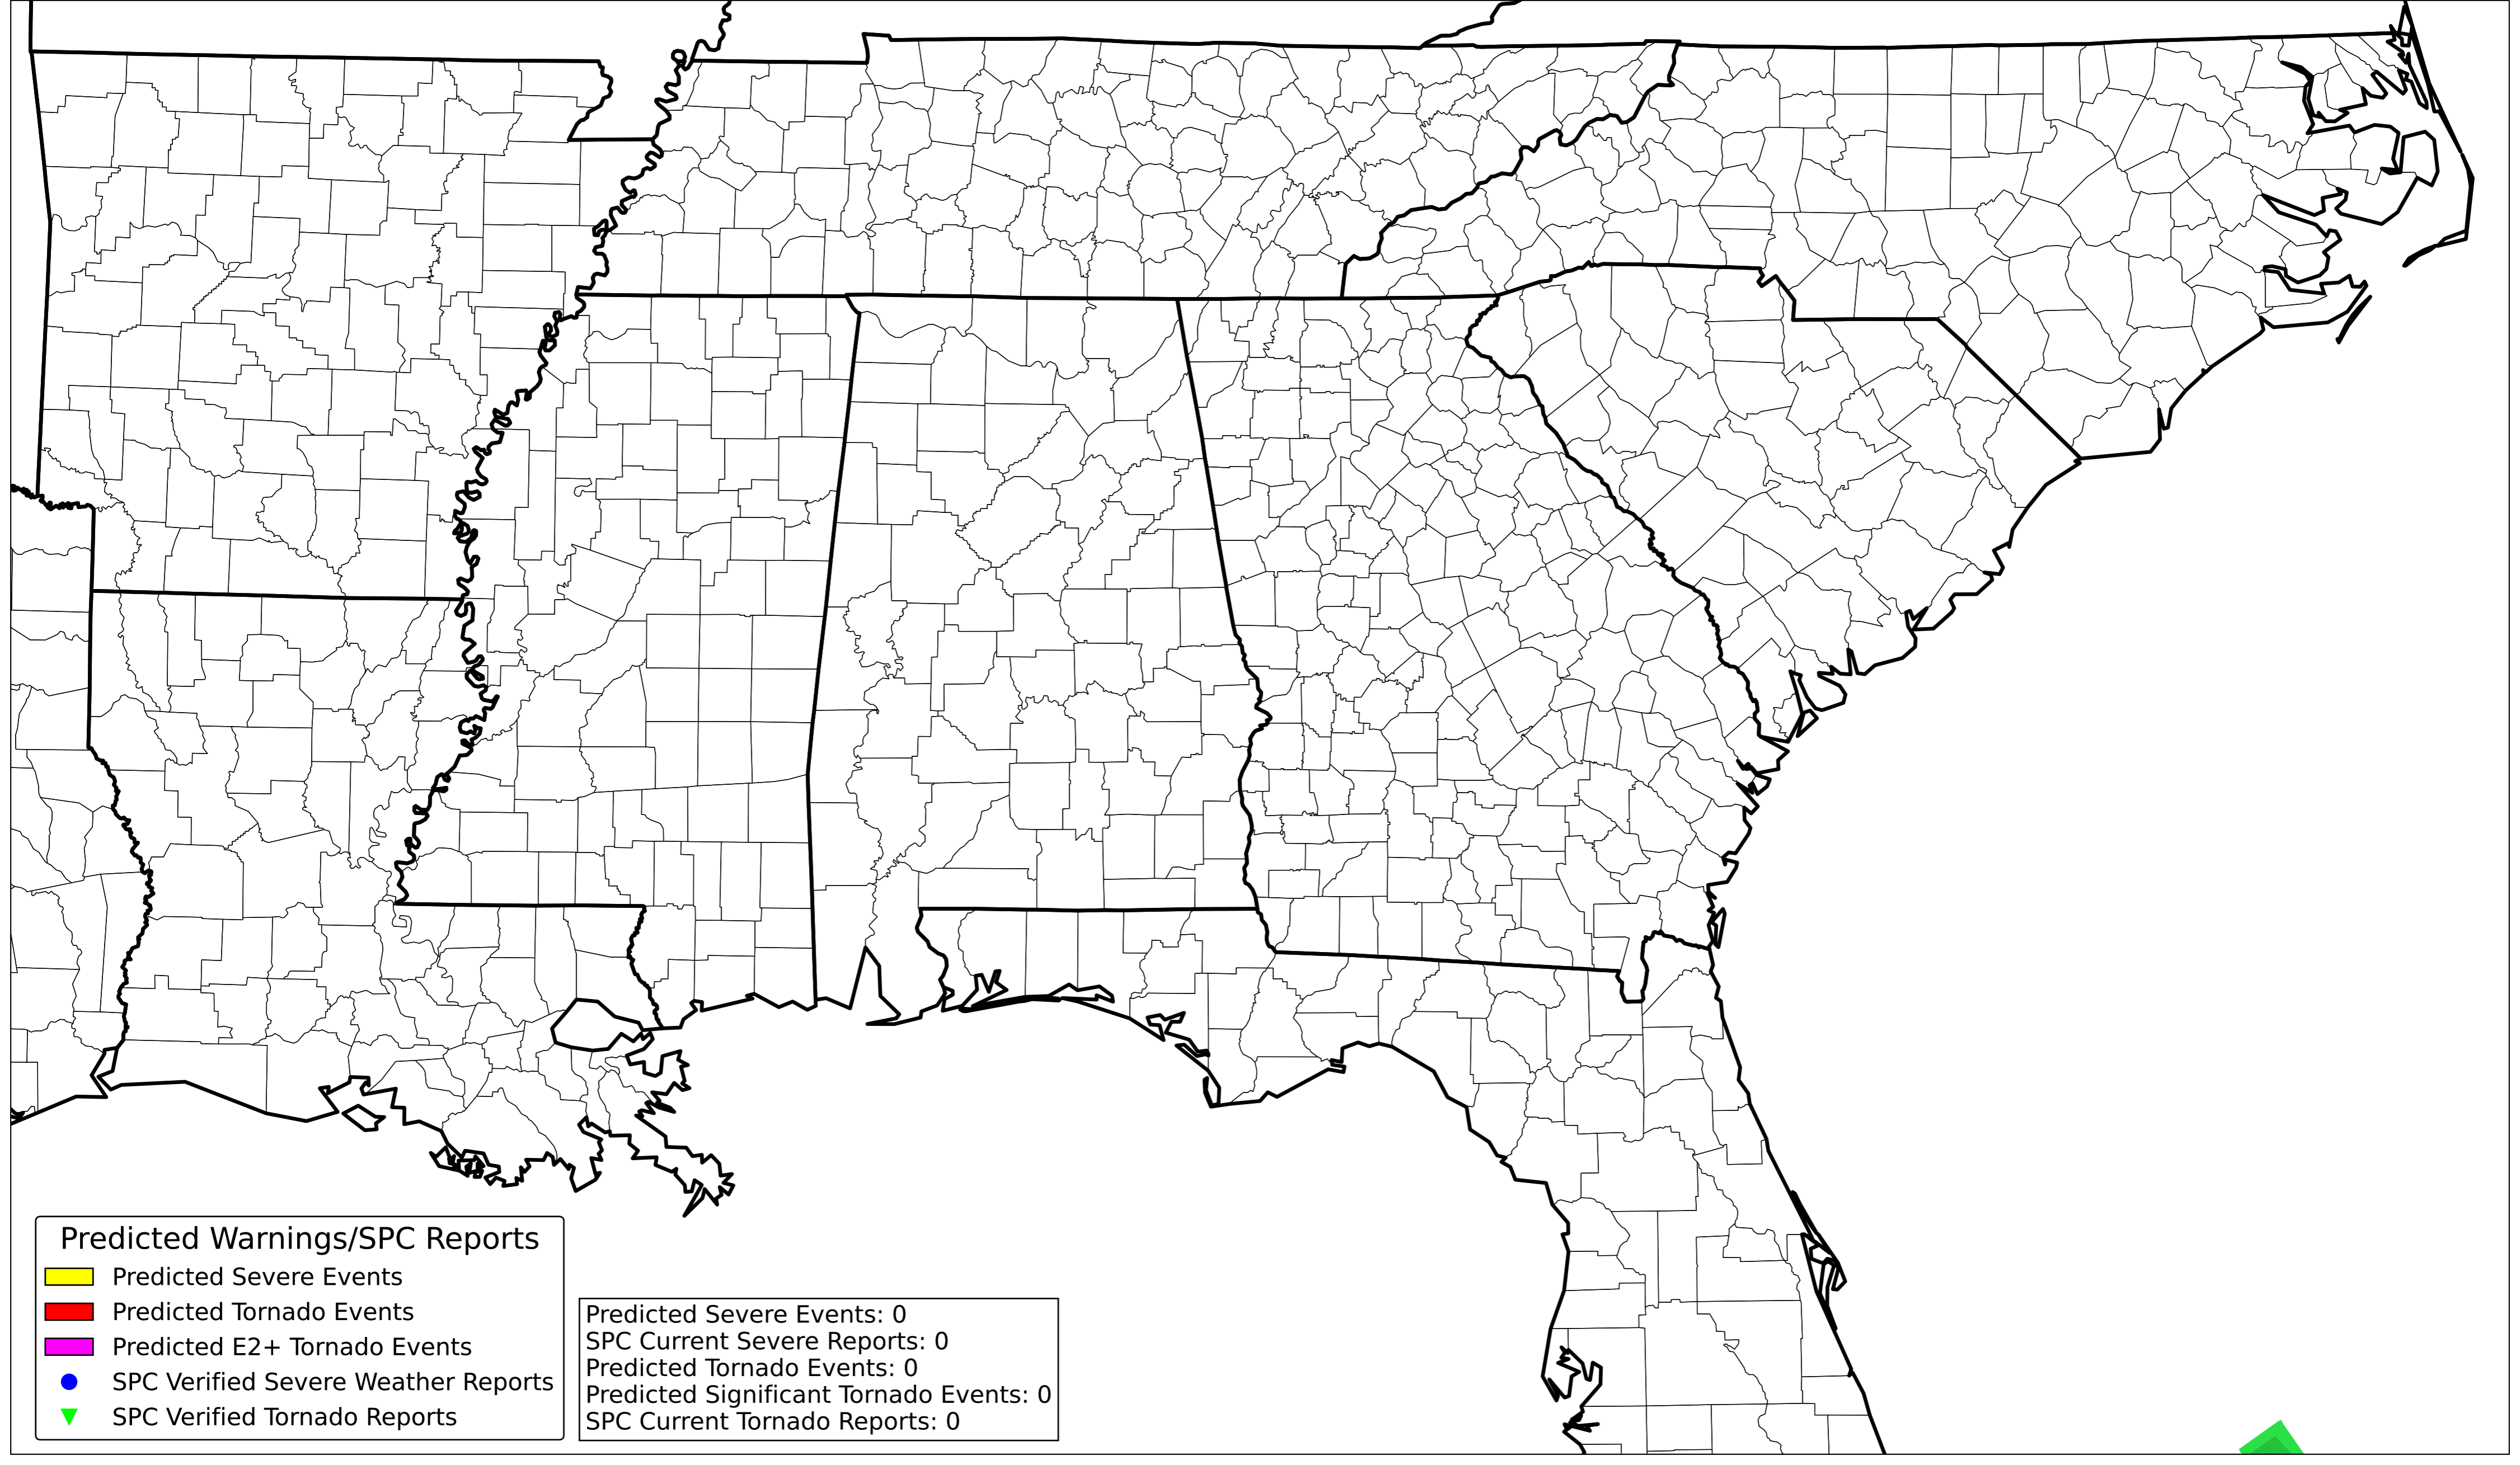 Predicted Warnings/SPC Reports
Predicted Severe Events
Predicted Tornado Events
Predicted E2+ Tornado Events
SPC Verified Severe Weather Reports
SPC Verified Tornado Reports
Predicted Severe Events: 0
SPC Current Severe Reports: 0
Predicted Tornado Events: 0
Predicted Significant Tornado Events: 0
SPC Current Tornado Reports: 0